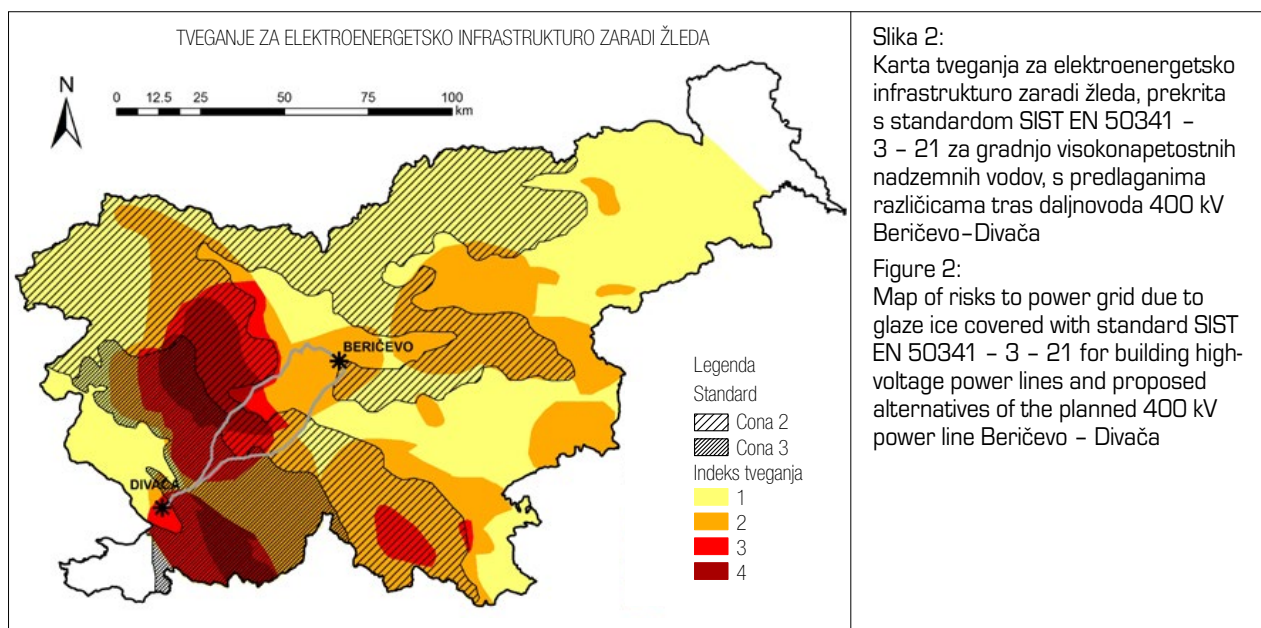 TVEGANJE ZA ELEKTROENERGETSKO INFRASTRUKTURO ZARADI ŽLEDA
N
0 12.5 25 50 75 100
km
BERIČEVO
DIVAČA
Legenda
Standard
Cona 2
Cona 3
Indeks tveganja
1
2
3
4
Slika 2:
Karta tveganja za elektroenergetsko
infrastrukturo zaradi žleda, prekrita
s standardom SIST EN 50341 –
3 – 21 za gradnjo visokonapetostnih
nadzemnih vodov, s predlaganima
različicama tras daljnovoda 400 kV
Beričevo–Divača
Figure 2:
Map of risks to power grid due to
glaze ice covered with standard SIST
EN 50341 – 3 – 21 for building high-
voltage power lines and proposed
alternatives of the planned 400 kV
power line Beričevo – Divača